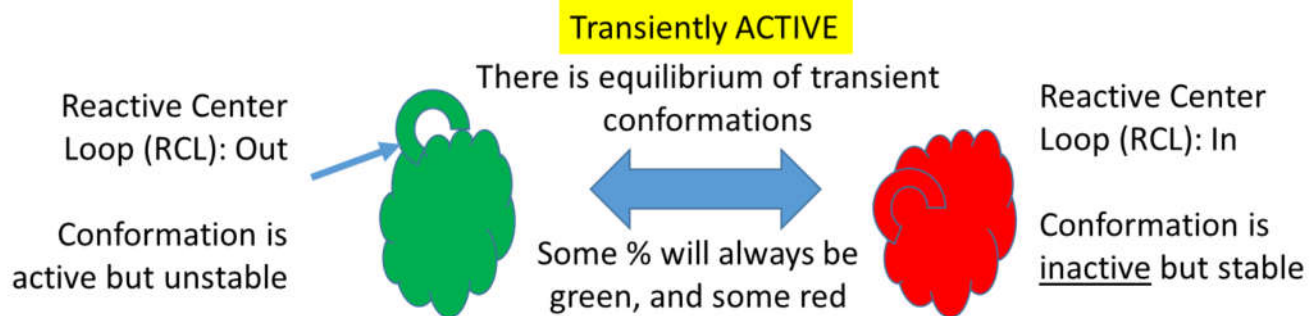 Transiently ACTIVE
There is equilibrium of transient
conformations
Reactive Center
Loop (RCL): Out
Conformation is
active but unstable
Some % will always be
green, and some red
Reactive Center
Loop (RCL): In
Conformation is
inactive but stable